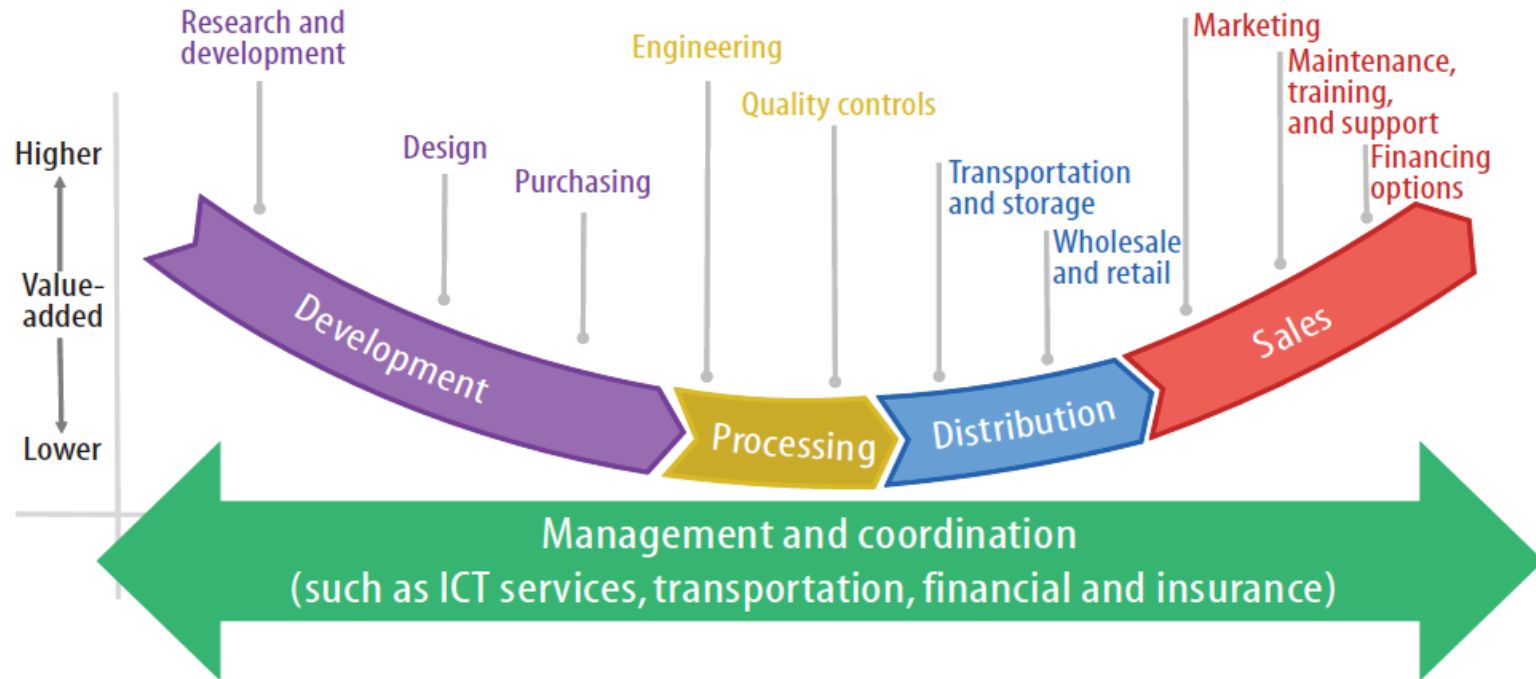 Research and
development
Design
Purchasing
Engineering
Quality controls
Transportation
and storage
Wholesale
and retail
Marketing
Maintenance,
training,
and support
Financing
options
Higher
Value-
added
Lower
Development
Processing
Distribution
Sales
Management and coordination
(such as ICT services, transportation, financial and insurance)